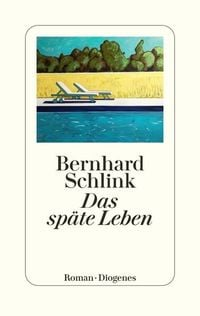 Bernhard
Schlink
Das
späte Leben
Roman · Diogenes